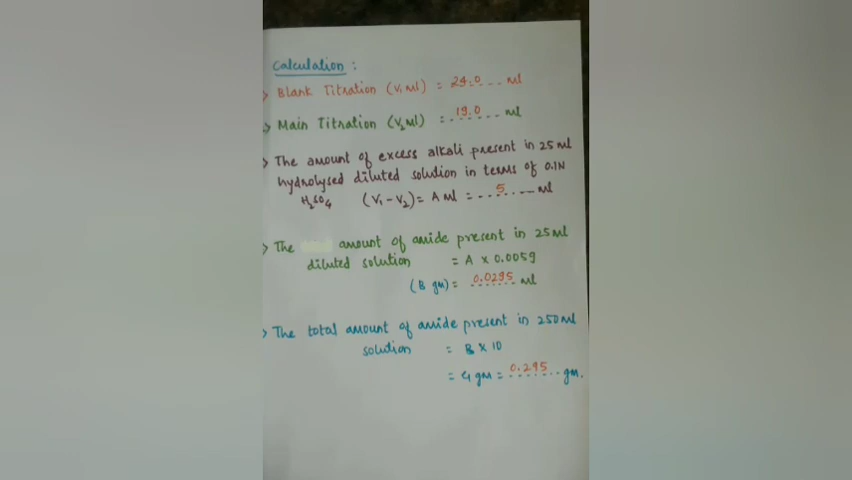 Calculation :
> Blank Titration (V₁ ml) = 24.0 ml
> Main Titration (V₂ ml) = 19.0 ml
> The amount of excess alkali present in 25 ml
hydrolysed diluted solution in terms of 0.1N
H₂SO₄ (V₁ - V₂) = A ml = 5 ml
> The amount of amide present in 25 ml
diluted solution = A × 0.0059
(B gm) = 0.0295 ml
> The total amount of amide present in 250 ml
solution = B × 10
= gm = 0.295 gm.